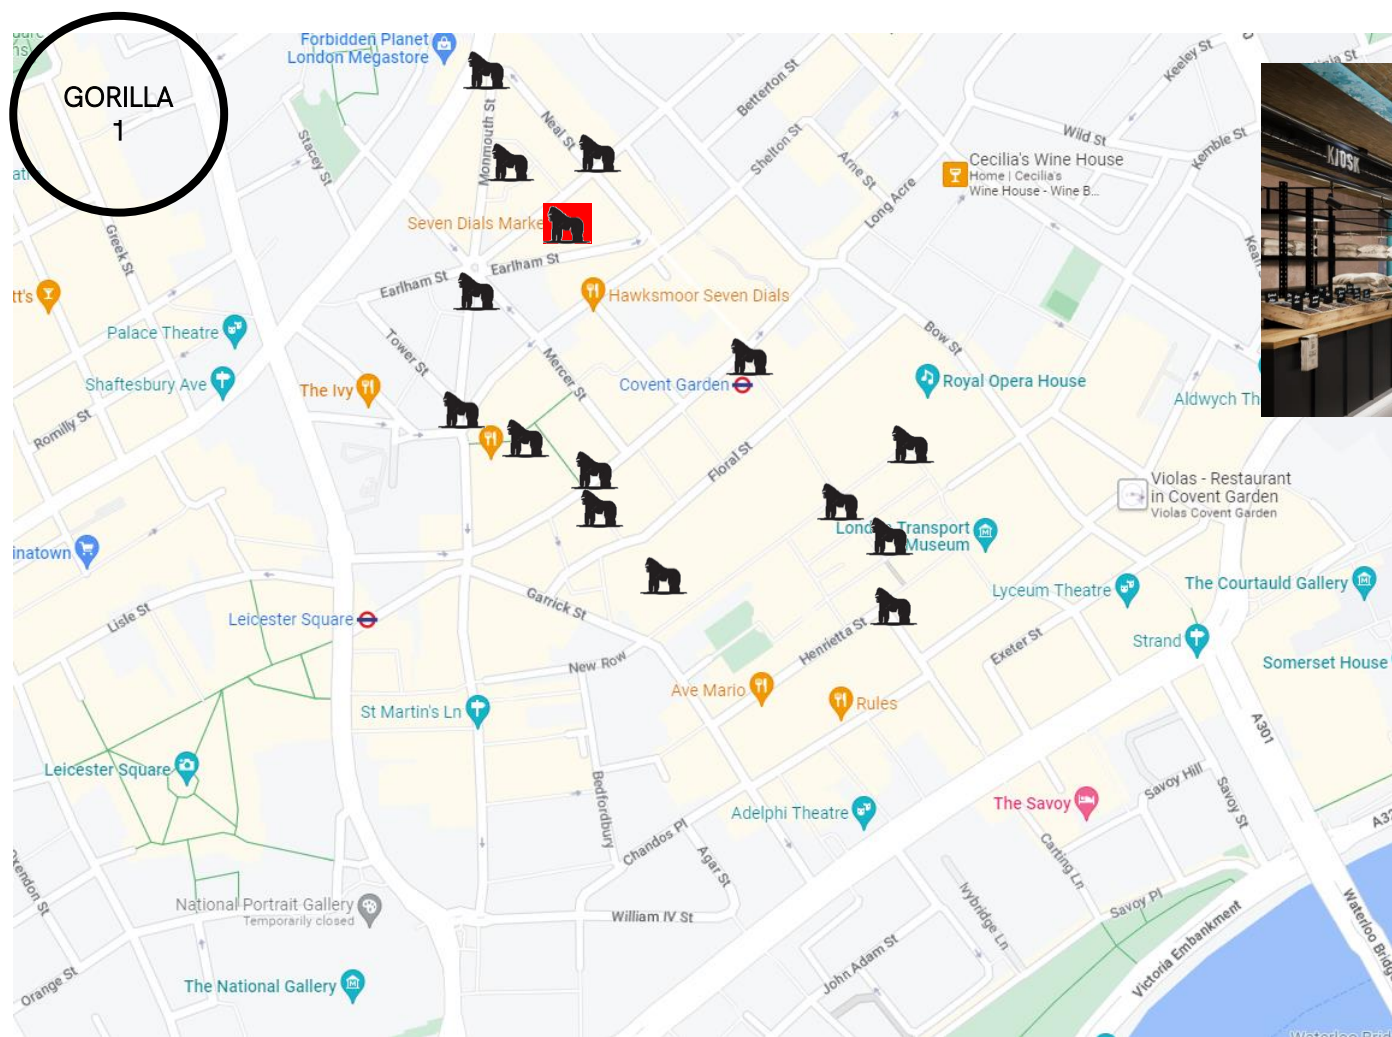 GORILLA
1
Forbidden Planet
London Megastore
Stacey St
Monmouth St
Neal St
Betterton St
Shelton St
Arne St
Long Acre
Keeley St
Wild St
Kemble St
KIOSK
Cecilia's Wine House
Home | Cecilia's
Wine House - Wine B...
Greek St
Seven Dials Marke
Earlham St
Earlham St
Hawksmoor Seven Dials
Palace Theatre
Tower St
Mercer St
Bow St
Shaftesbury Ave
The Ivy
Covent Garden
Royal Opera House
Aldwych Th
Romilly St
Floral St
Violas - Restaurant
in Covent Garden
Violas Covent Garden
Transport
Museum
inatown
Lyceum Theatre
The Courtauld Gallery
Lisle St
Leicester Square
Garrick St
Henrietta St
Exeter St
Strand
Somerset House
New Row
Ave Mario
Rules
St Martin's Ln
A301
Leicester Square
Bedfordbury
Adelphi Theatre
The Savoy
Savoy Hill
Savoy St
Chandos Pl
Agar St
Carting Ln
Oxendon St
National Portrait Gallery
Temporarily closed
William IV St
Ivybridge Ln
Savoy Pl
Victoria Embankment
John Adam St
Orange St
The National Gallery